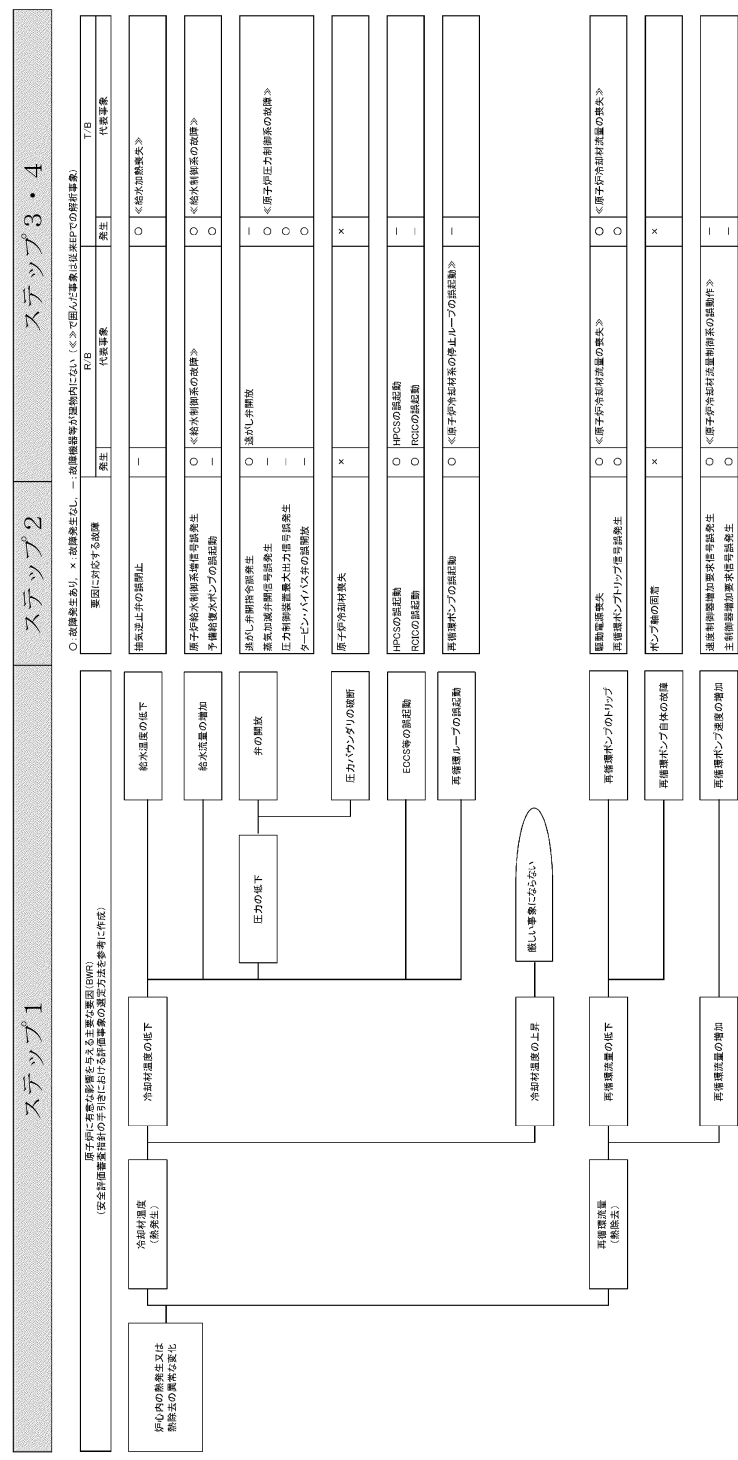 ステップ1
ステップ2
ステップ3・4
原子炉に有意な影響を与える主要な要因(BWR)
(安全評価審査指針の手引きにおける評価事象の選定方法を参考に作成)
○:故障発生あり, ×:故障発生なし, －:故障機器等が建物内にない (≪≫で囲んだ事象は従来EPでの解析事象)
要因に対応する故障
R/B
T/B
発生
代表事象
発生
代表事象
炉心内の熱発生又は
熱除去の異常な変化
冷却材温度
(熱発生)
冷却材温度の低下
給水温度の低下
抽気逆止弁の誤閉止
－
○
≪給水加熱喪失≫
給水流量の増加
原子炉給水制御系増信号誤発生
○
≪給水制御系の故障≫
○
≪給水制御系の故障≫
予備給復水ポンプの誤起動
－
○
圧力の低下
弁の開放
逃がし弁開指令誤発生
○
逃がし弁開放
－
蒸気加減弁開信号誤発生
－
○
≪原子炉圧力制御系の故障≫
圧力制御装置最大出力信号誤発生
－
○
タービン・バイパス弁の誤開放
－
○
圧力バウンダリの破断
原子炉冷却材喪失
×
×
ECCS等の誤起動
HPCSの誤起動
○
HPCSの誤起動
－
RCICの誤起動
○
RCICの誤起動
－
再循環ループの誤起動
再循環ポンプの誤起動
○
≪原子炉冷却材系の停止ループの誤起動≫
－
冷却材温度の上昇
厳しい事象にならない
再循環流量
(熱除去)
再循環流量の低下
再循環ポンプのトリップ
駆動電源喪失
○
≪原子炉冷却材流量の喪失≫
○
≪原子炉冷却材流量の喪失≫
再循環ポンプトリップ信号誤発生
○
○
再循環ポンプ自体の故障
ポンプ軸の固着
×
×
再循環流量の増加
再循環ポンプ速度の増加
速度制御器増加要求信号誤発生
○
≪原子炉冷却材流量制御系の誤動作≫
－
主制御器増加要求信号誤発生
○
－